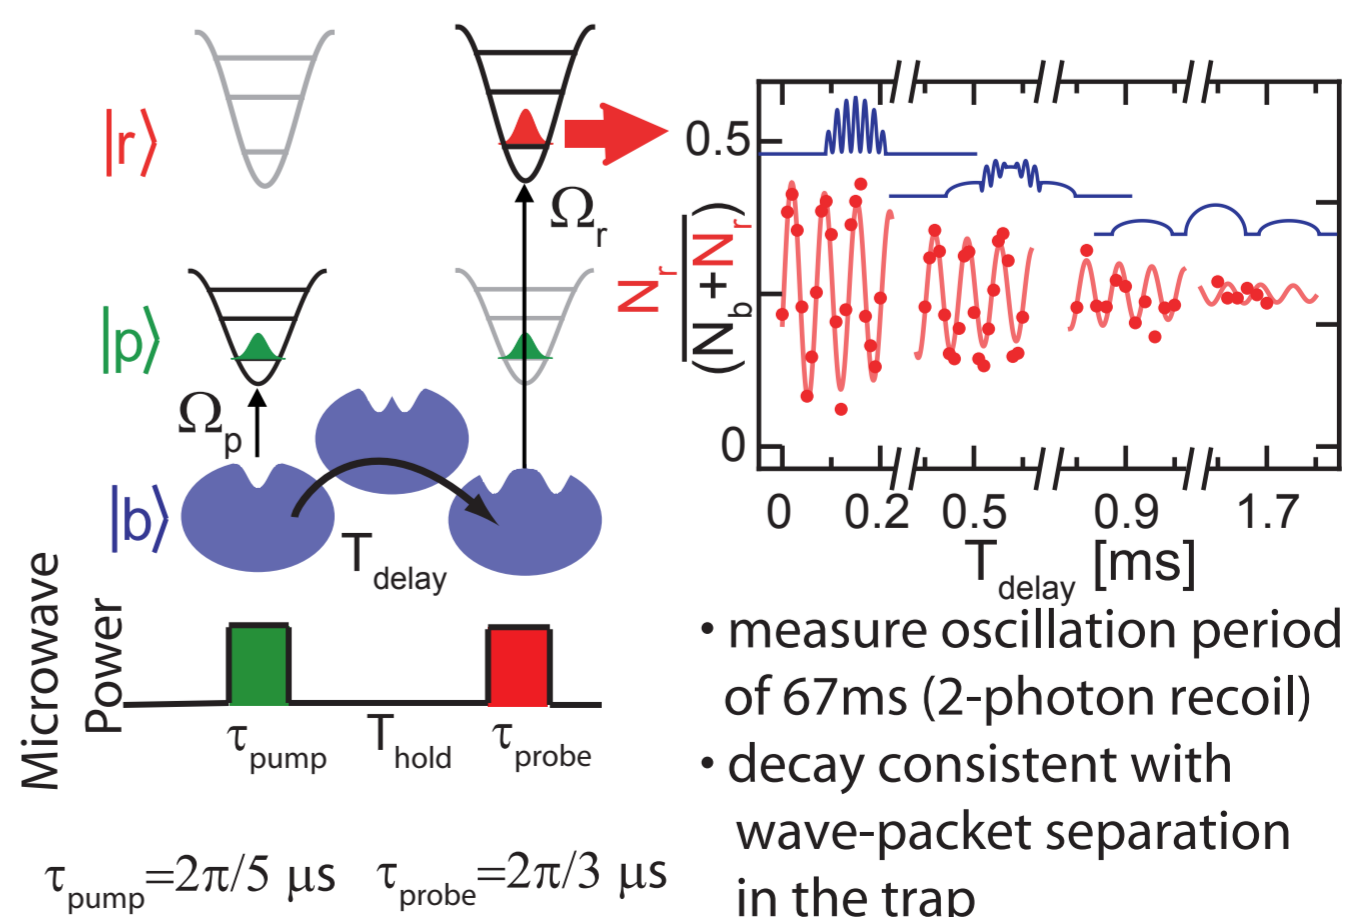 |r⟩
Ω_r
|p⟩
Ω_p
|b⟩
T_delay
Microwave
Power
τ_pump
T_hold
τ_probe
τ_pump=2π/5 μs τ_probe=2π/3 μs
N_r
(N_b + N_r)
0.5
0
0 0.2 0.5 0.9 1.7
T_delay [ms]
• measure oscillation period
of 67ms (2-photon recoil)
• decay consistent with
wave-packet separation
in the trap